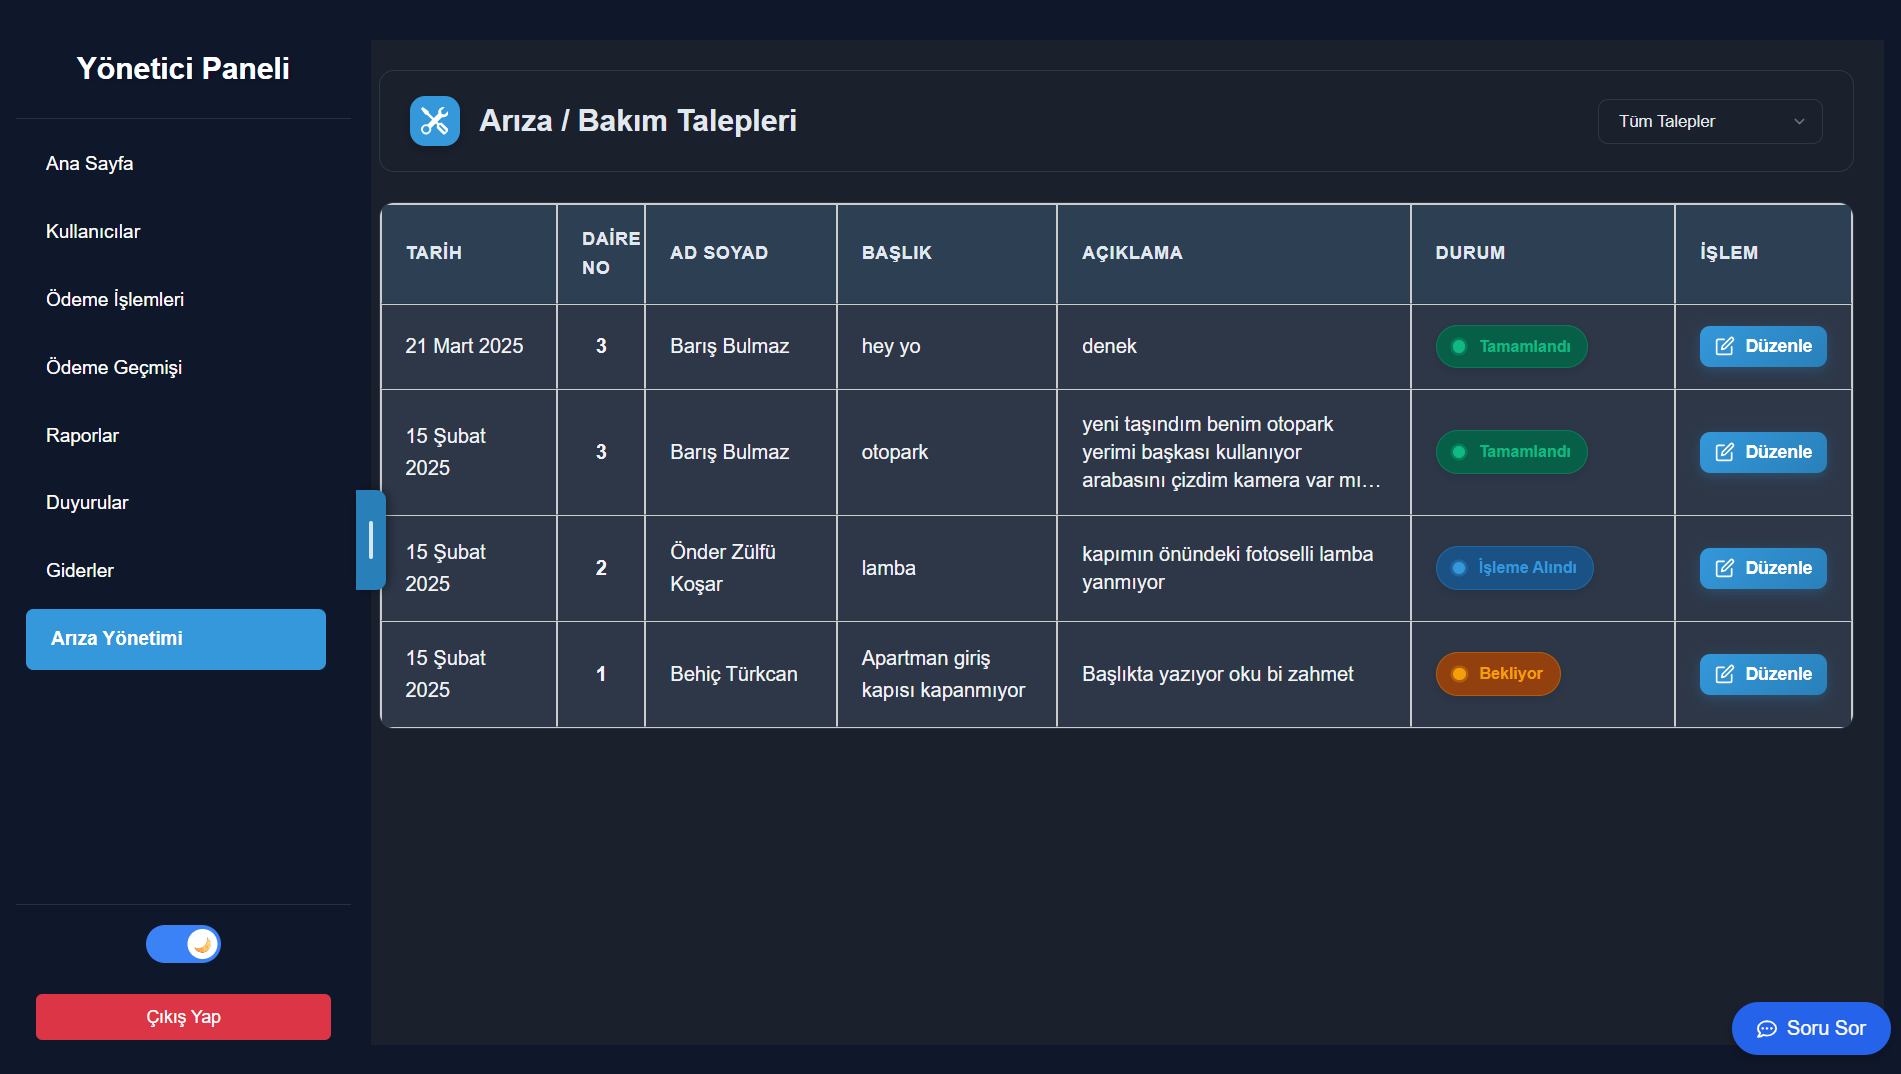 Yönetici Paneli
Ana Sayfa
Kullanıcılar
Ödeme İşlemleri
Ödeme Geçmişi
Raporlar
Duyurular
Giderler
Arıza Yönetimi
Çıkış Yap
Arıza / Bakım Talepleri
Tüm Talepler
TARİH
DAİRE
NO
AD SOYAD
BAŞLIK
AÇIKLAMA
DURUM
İŞLEM
21 Mart 2025
3
Barış Bulmaz
hey yo
denek
Tamamlandı
Düzenle
15 Şubat
2025
3
Barış Bulmaz
otopark
yeni taşındım benim otopark
yerimi başkası kullanıyor
arabasını çizdim kamera var mı…
Tamamlandı
Düzenle
15 Şubat
2025
2
Önder Zülfü
Koşar
lamba
kapımın önündeki fotoselli lamba
yanmıyor
İşleme Alındı
Düzenle
15 Şubat
2025
1
Behiç Türkcan
Apartman giriş
kapısı kapanmıyor
Başlıkta yazıyor oku bi zahmet
Bekliyor
Düzenle
Soru Sor